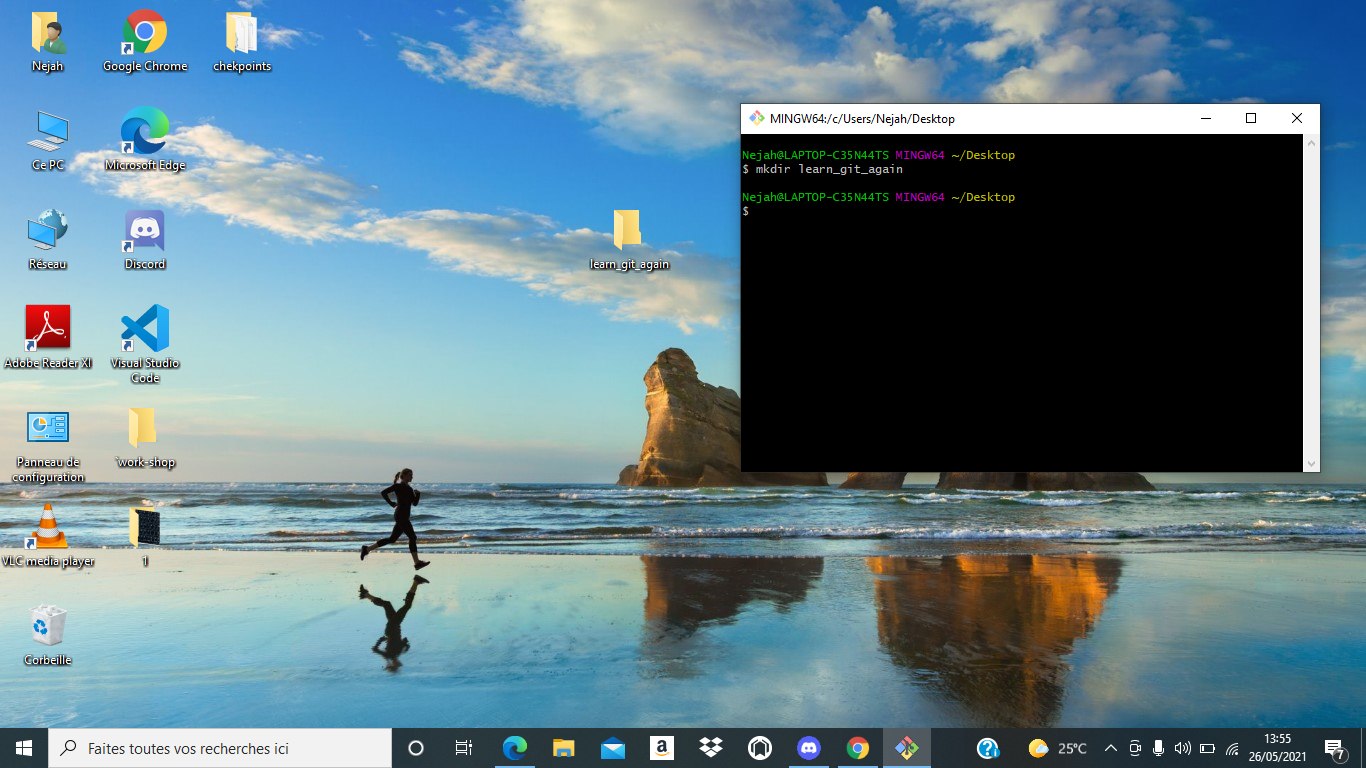 Nejah
Google Chrome
chekpoints
Ce PC
Microsoft Edge
Réseau
Discord
learn_git_again
Adobe Reader XI
Visual Studio
Code
Panneau de
configuration
'work-shop
VLC media player
1
Corbeille
MINGW64:/c/Users/Nejah/Desktop
Nejah@LAPTOP-C35N44TS MINGW64 ~/Desktop
$ mkdir learn_git_again
Nejah@LAPTOP-C35N44TS MINGW64 ~/Desktop
$
Faites toutes vos recherches ici
a
25°C
13:55
26/05/2021
7